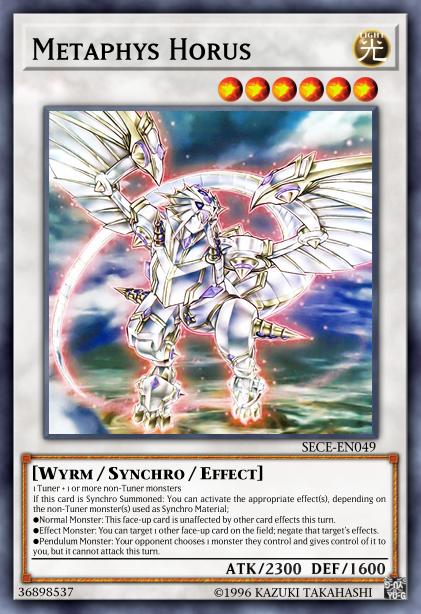 METAPHYS HORUS
LIGHT
光
SECE-EN049
[WYRM / SYNCHRO / EFFECT]
1 Tuner + 1 or more non-Tuner monsters
If this card is Synchro Summoned: You can activate the appropriate effect(s), depending on
the non-Tuner monster(s) used as Synchro Material;
●Normal Monster: This face-up card is unaffected by other card effects this turn.
●Effect Monster: You can target 1 other face-up card on the field; negate that target's effects.
●Pendulum Monster: Your opponent chooses 1 monster they control and gives control of it to
you, but it cannot attack this turn.
ATK/2300 DEF/1600
36898537
©1996 KAZUKI TAKAHASHI